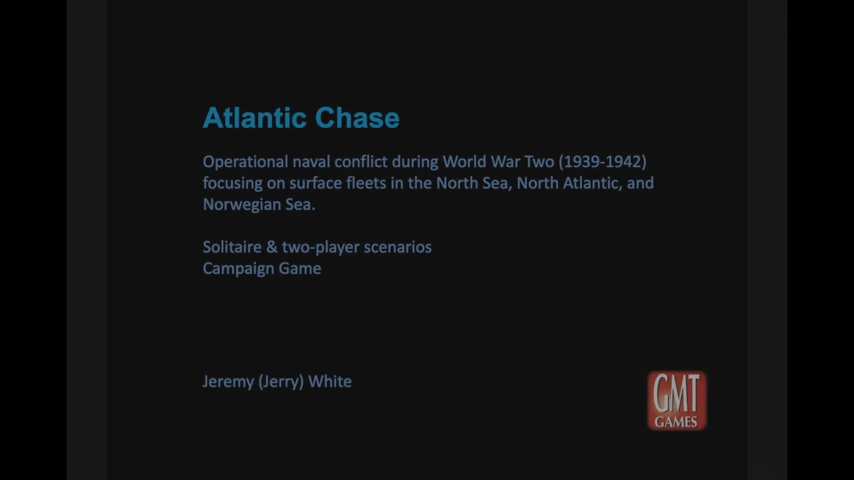 Atlantic Chase
Operational naval conflict during World War Two (1939-1942)
focusing on surface fleets in the North Sea, North Atlantic, and
Norwegian Sea.
Solitaire & two-player scenarios
Campaign Game
Jeremy (Jerry) White
GMT
GAMES